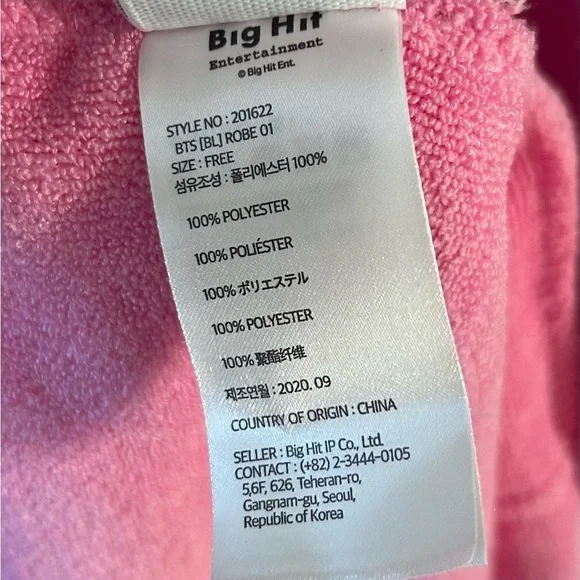 Big Hit
Entertainment
© Big Hit Ent.
STYLE NO : 201622
BTS [BL] ROBE 01
SIZE : FREE
섬유조성 : 폴리에스터 100%
100% POLYESTER
100% POLIÉSTER
100% ポリエステル
100% POLYESTER
100% 聚酯纤维
제조연월 : 2020. 09
COUNTRY OF ORIGIN : CHINA
SELLER : Big Hit IP Co., Ltd.
CONTACT : (+82) 2-3444-0105
5,6F, 626, Teheran-ro,
Gangnam-gu, Seoul,
Republic of Korea